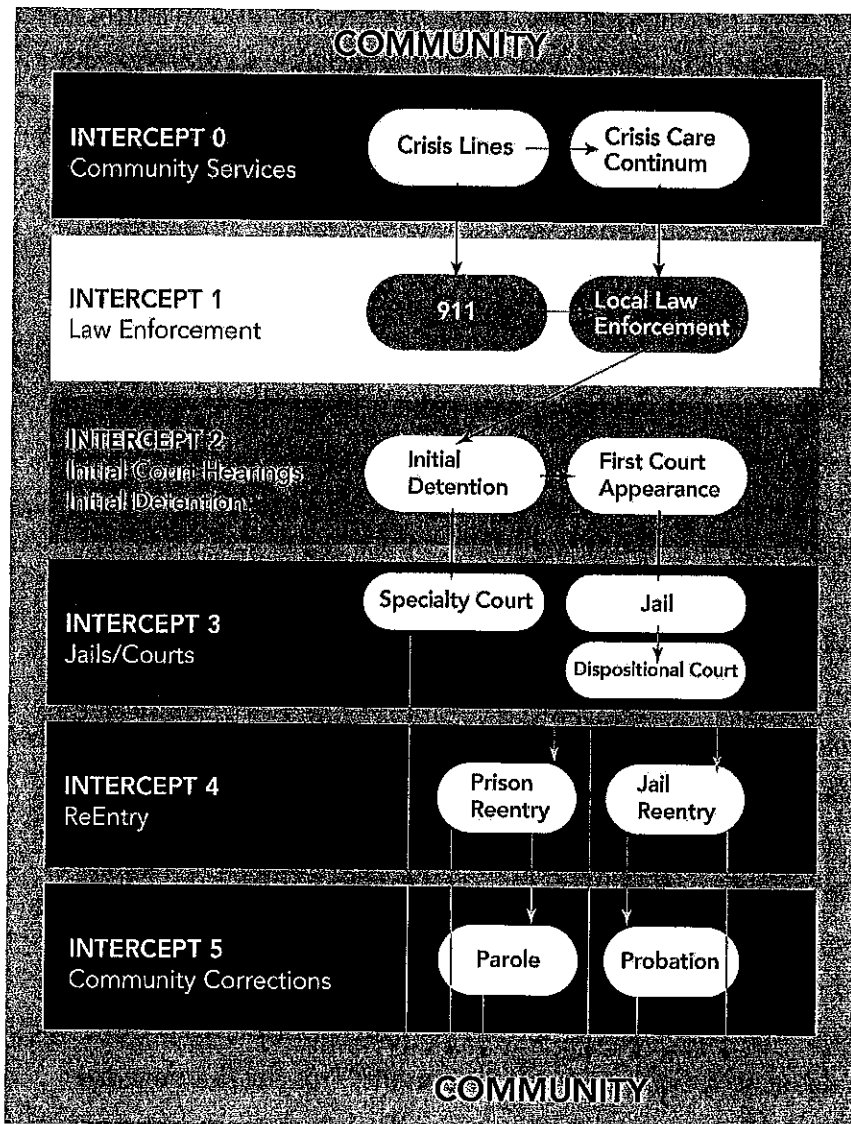 COMMUNITY
INTERCEPT 0
Community Services
Crisis Lines
Crisis Care
Continum
INTERCEPT 1
Law Enforcement
911
Local Law
Enforcement
INTERCEPT 2
Initial Court Hearings
Initial Detention
Initial
Detention
First Court
Appearance
INTERCEPT 3
Jails/Courts
Specialty Court
Jail
Dispositional Court
INTERCEPT 4
ReEntry
Prison
Reentry
Jail
Reentry
INTERCEPT 5
Community Corrections
Parole
Probation
COMMUNITY